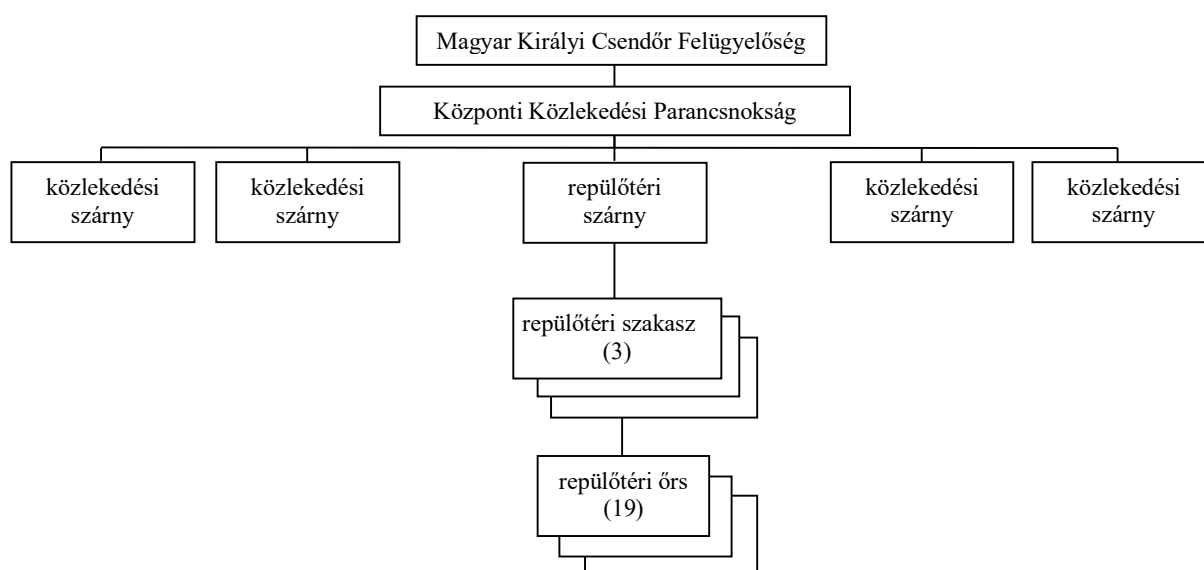 Magyar Királyi Csendőr Felügyelőség
Központi Közlekedési Parancsnokság
közlekedési
szárny
közlekedési
szárny
repülőtéri
szárny
közlekedési
szárny
közlekedési
szárny
repülőtéri szakasz
(3)
repülőtéri őrs
(19)